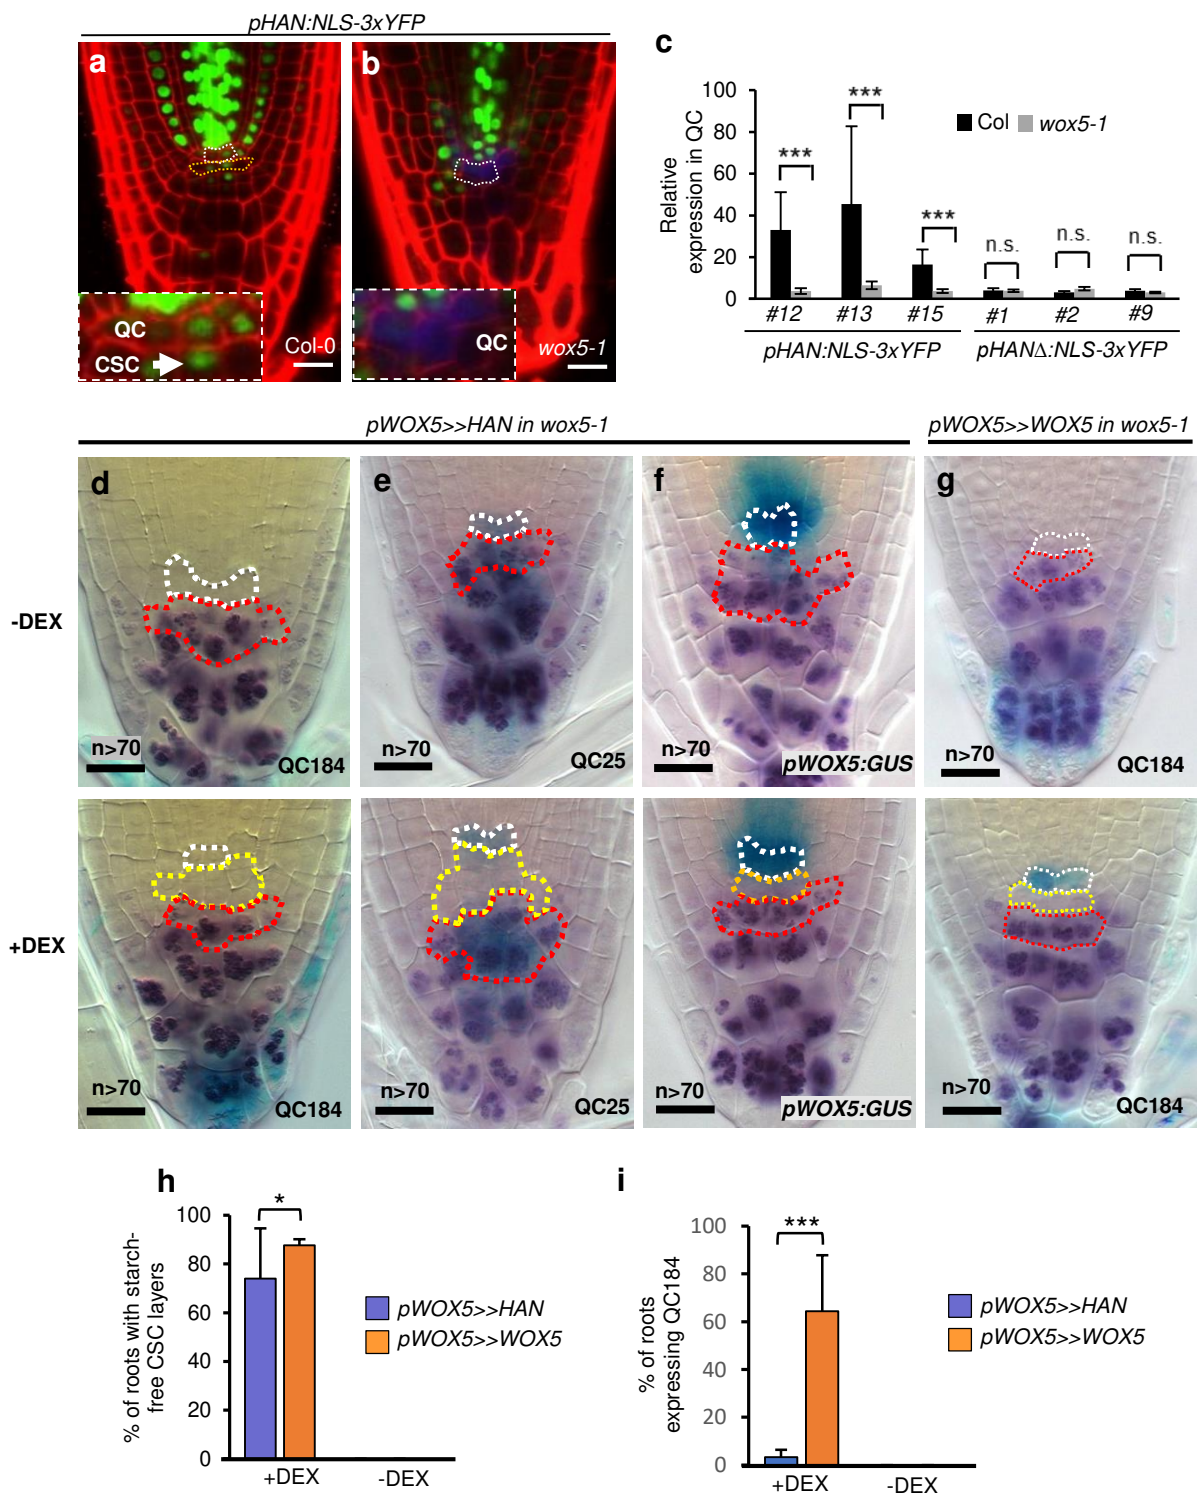 pHAN:NLS-3xYFP
a
b
QC
CSC
Col-0
QC
wox5-1
c
Relative
expression in QC
100
80
60
40
20
0
Col
wox5-1
***
***
***
n.s.
n.s.
n.s.
#12
#13
#15
#1
#2
#9
pHAN:NLS-3xYFP
pHANΔ:NLS-3xYFP
pWOX5>>HAN in wox5-1
pWOX5>>WOX5 in wox5-1
-DEX
d
n>70
QC184
e
n>70
QC25
f
n>70
pWOX5:GUS
g
n>70
QC184
+DEX
n>70
QC184
n>70
QC25
n>70
pWOX5:GUS
n>70
QC184
h
% of roots with starch-
free CSC layers
100
80
60
40
20
0
*
+DEX
-DEX
pWOX5>>HAN
pWOX5>>WOX5
i
% of roots
expressing QC184
100
80
60
40
20
0
***
+DEX
-DEX
pWOX5>>HAN
pWOX5>>WOX5